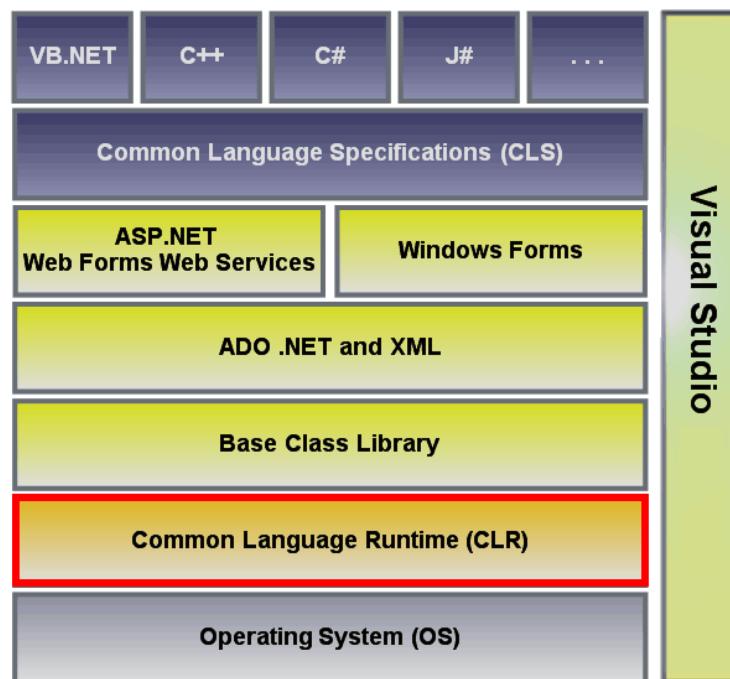 VB.NET
C++
C#
J#
. . .
Common Language Specifications (CLS)
ASP.NET
Web Forms Web Services
Windows Forms
ADO .NET and XML
Base Class Library
Common Language Runtime (CLR)
Operating System (OS)
Visual Studio